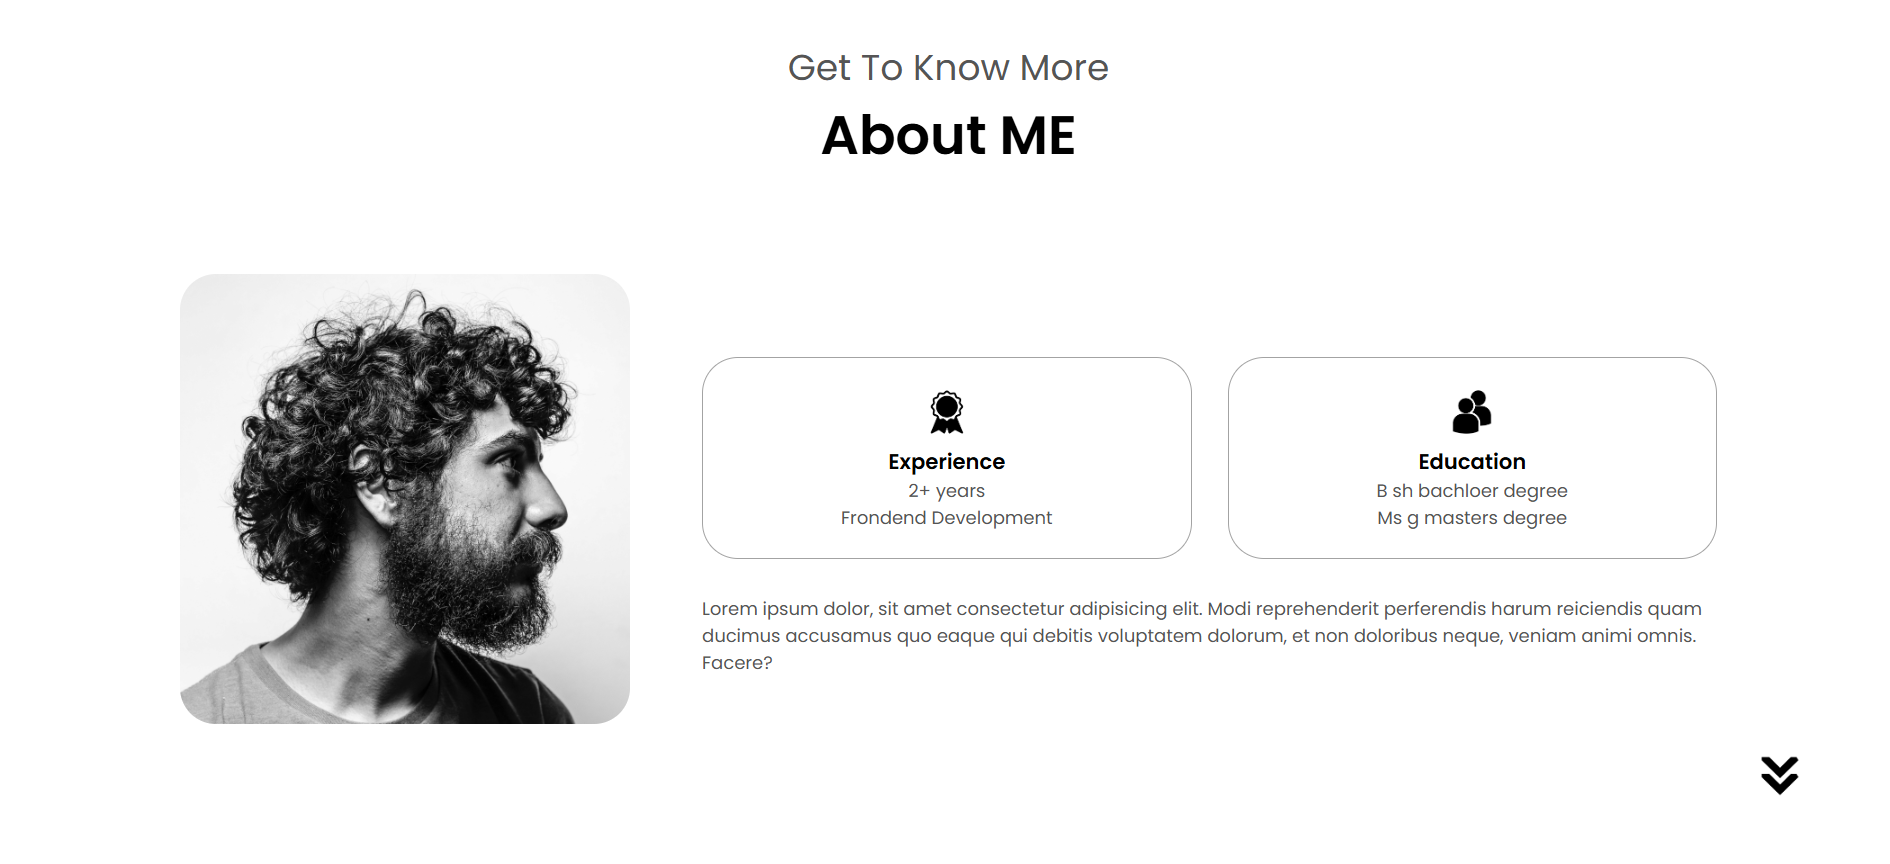 Get To Know More
About ME
Experience
2+ years
Frondend Development
Education
B sh bachloer degree
Ms g masters degree
Lorem ipsum dolor, sit amet consectetur adipisicing elit. Modi reprehenderit perferendis harum reiciendis quam
ducimus accusamus quo eaque qui debitis voluptatem dolorum, et non doloribus neque, veniam animi omnis.
Facere?